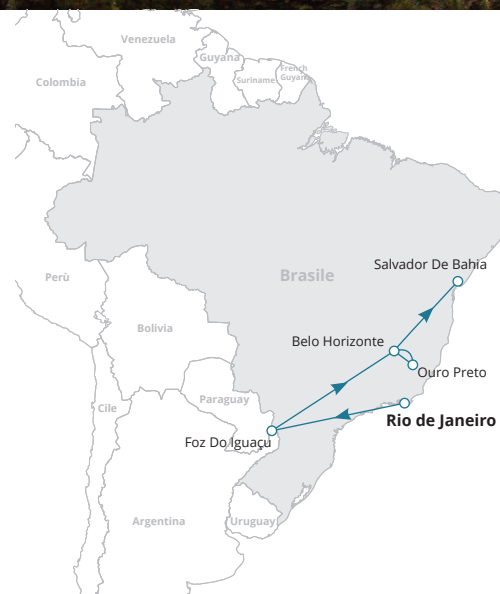 Venezuela
Guyana
Suriname
French
Guyana
Colombia
Brasile
Salvador De Bahia
Perù
Bolivia
Belo Horizonte
Ouro Preto
Paraguay
Cile
Rio de Janeiro
Foz Do Iguaçu
Argentina
Uruguay